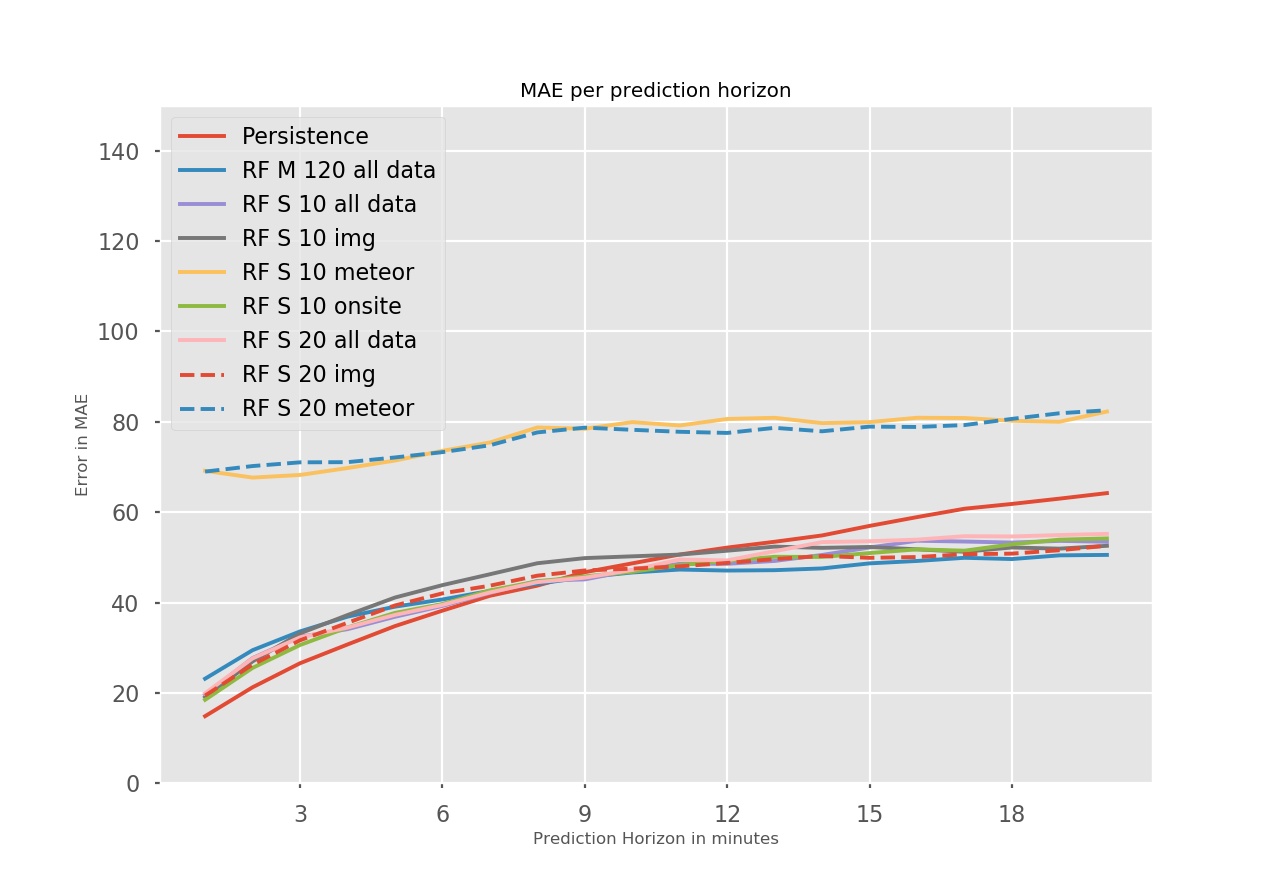 MAE per prediction horizon
Persistence
RF M 120 all data
RF S 10 all data
RF S 10 img
RF S 10 meteor
RF S 10 onsite
RF S 20 all data
RF S 20 img
RF S 20 meteor
Error in MAE
140
120
100
80
60
40
20
0
3 6 9 12 15 18
Prediction Horizon in minutes